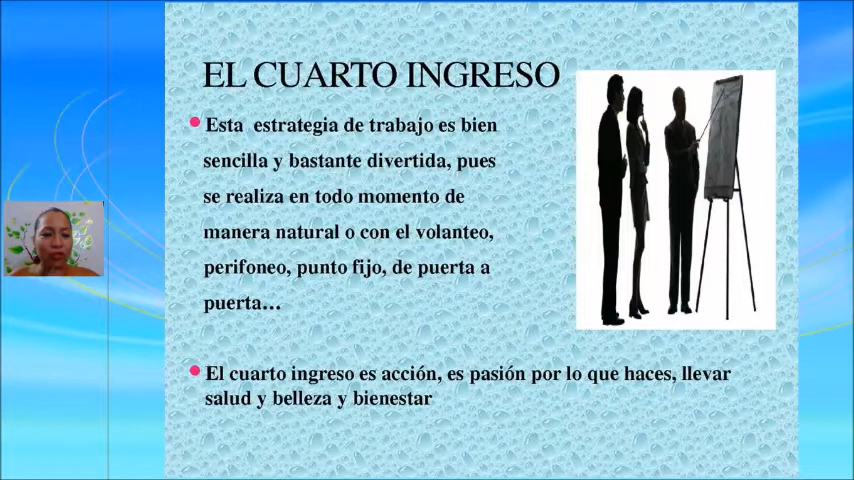 EL CUARTO INGRESO
Esta estrategia de trabajo es bien
sencilla y bastante divertida, pues
se realiza en todo momento de
manera natural o con el volanteo,
perifoneo, punto fijo, de puerta a
puerta…
El cuarto ingreso es acción, es pasión por lo que haces, llevar
salud y belleza y bienestar